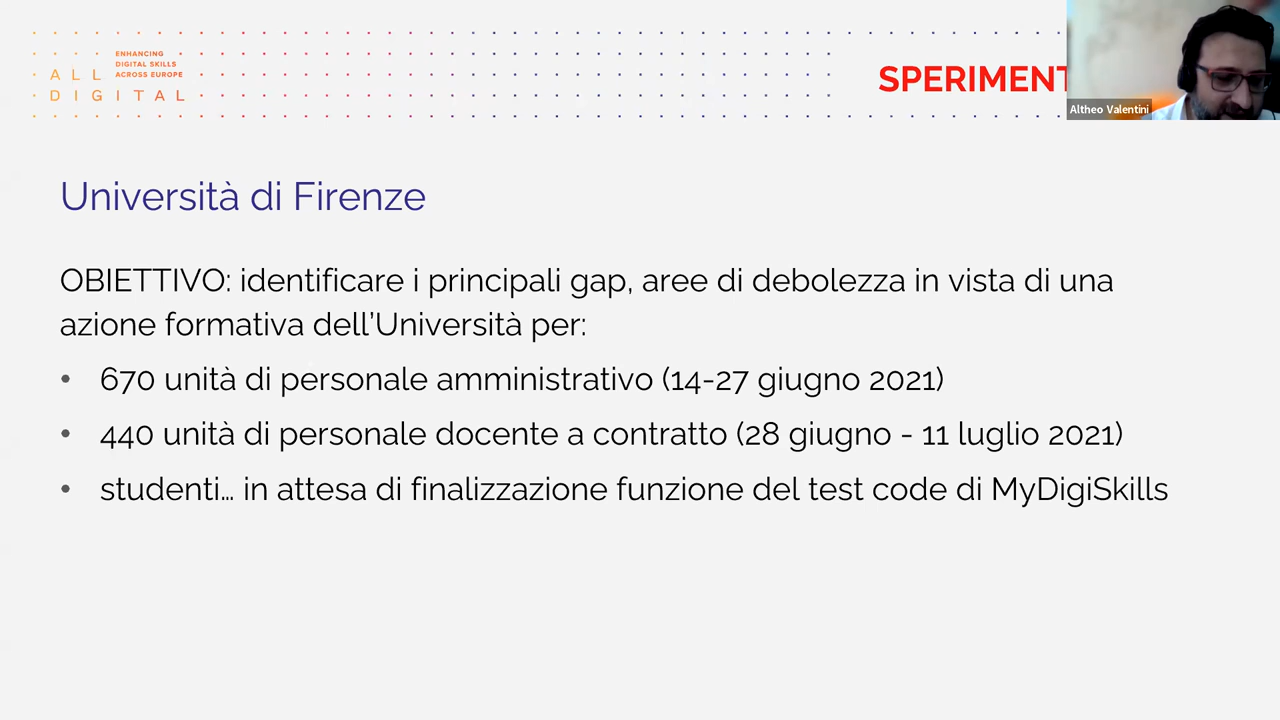 ENHANCING
DIGITAL SKILLS
ACROSS EUROPE
ALL
DIGITAL
SPERIMENT
Altheo Valentini
Università di Firenze
OBIETTIVO: identificare i principali gap, aree di debolezza in vista di una
azione formativa dell’Università per:
• 670 unità di personale amministrativo (14-27 giugno 2021)
• 440 unità di personale docente a contratto (28 giugno - 11 luglio 2021)
• studenti… in attesa di finalizzazione funzione del test code di MyDigiSkills